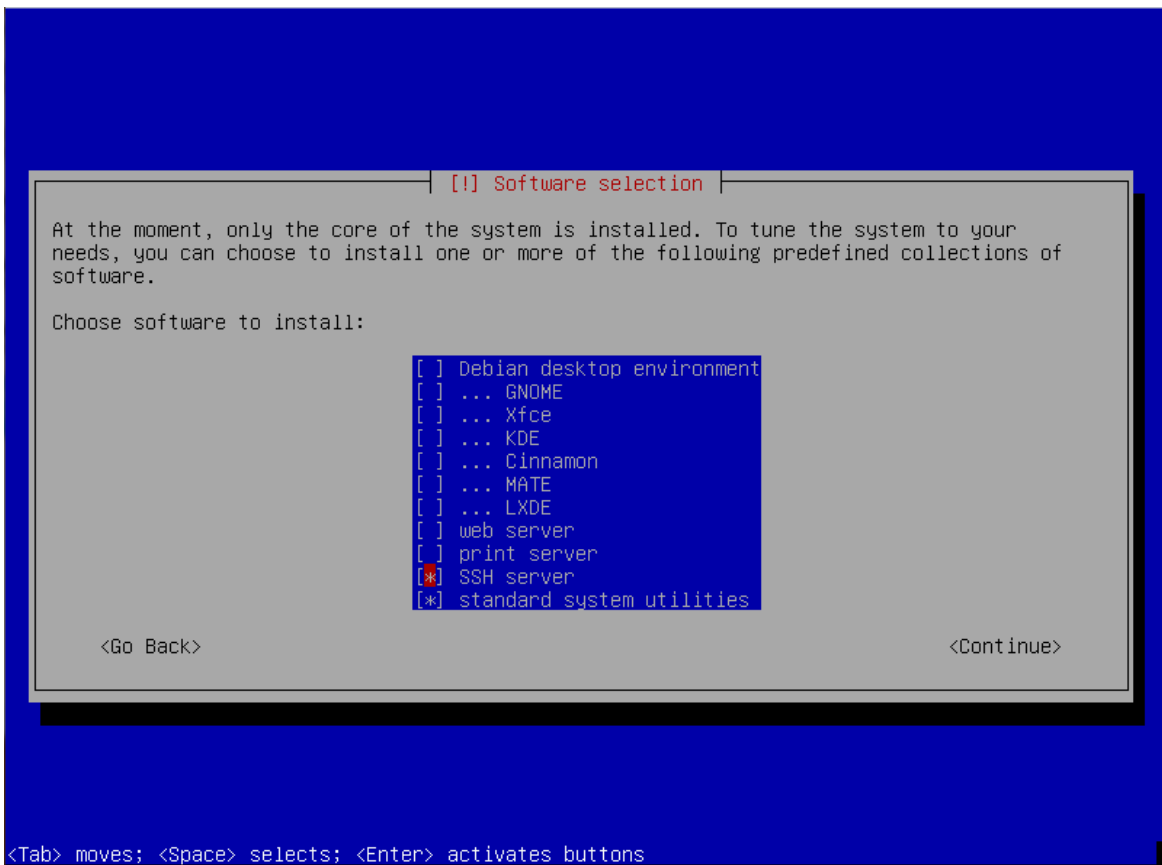 [!] Software selection
At the moment, only the core of the system is installed. To tune the system to your
needs, you can choose to install one or more of the following predefined collections of
software.
Choose software to install:
[ ] Debian desktop environment
[ ] ... GNOME
[ ] ... Xfce
[ ] ... KDE
[ ] ... Cinnamon
[ ] ... MATE
[ ] ... LXDE
[ ] web server
[ ] print server
[*] SSH server
[*] standard system utilities
<Go Back> <Continue>
<Tab> moves; <Space> selects; <Enter> activates buttons